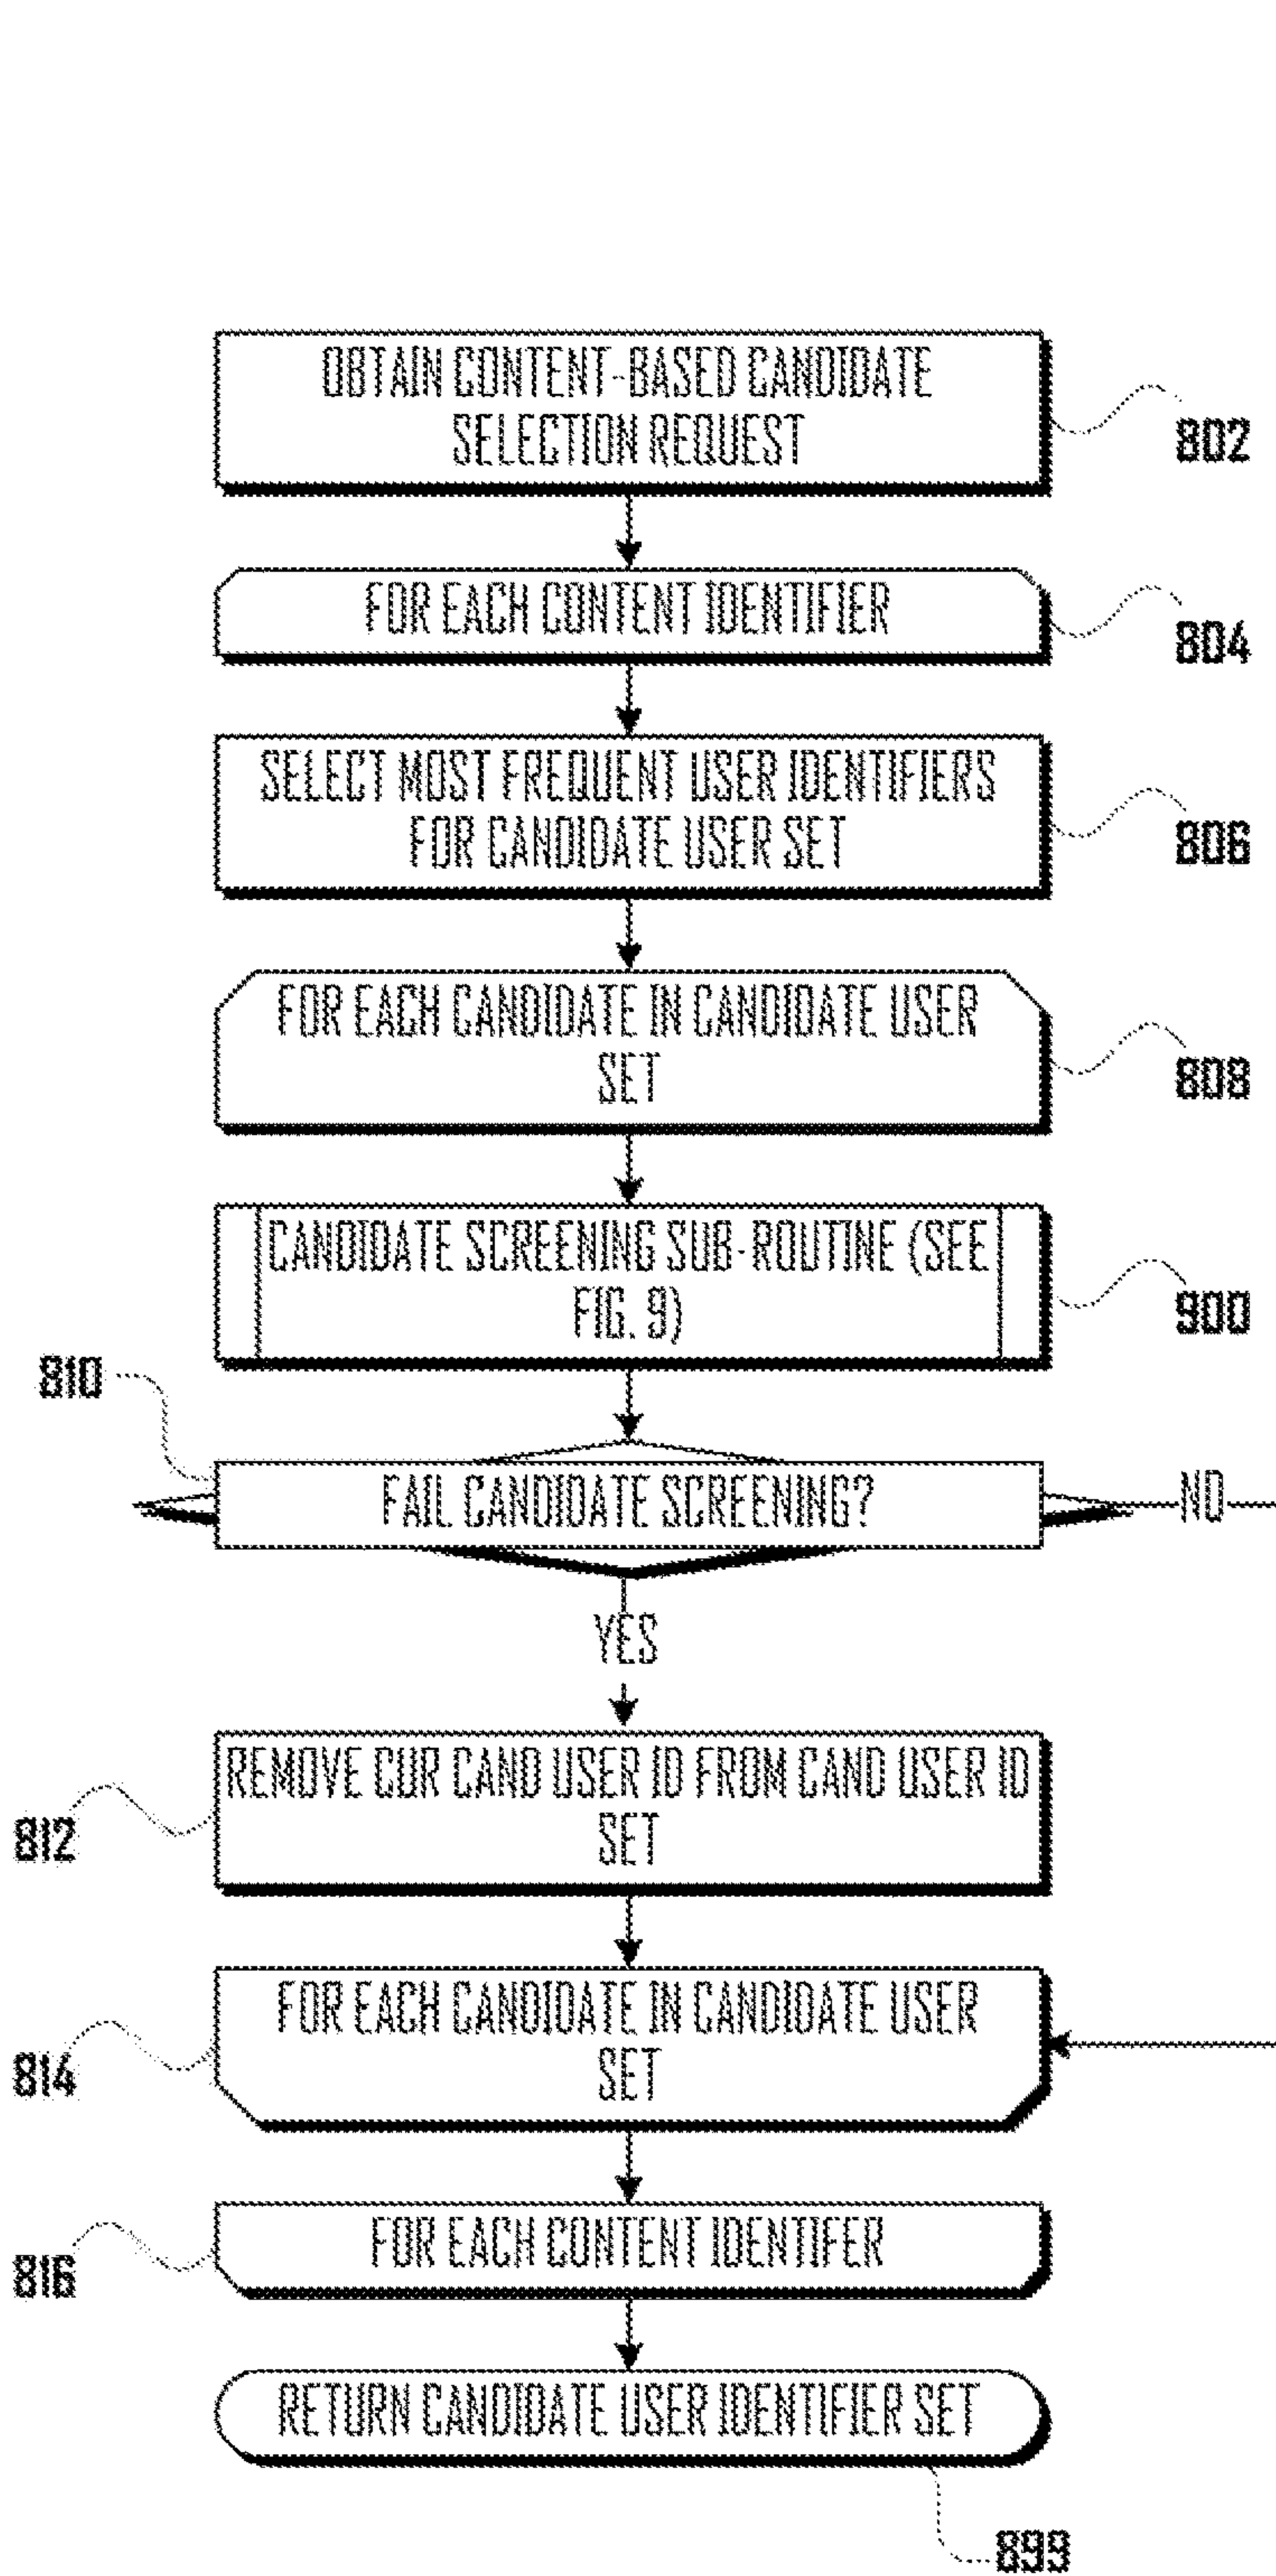 OBTAIN CONTENT-BASED CANDIDATE
SELECTION REQUEST
802
FOR EACH CONTENT IDENTIFIER
804
SELECT MOST FREQUENT USER IDENTIFIERS
FOR CANDIDATE USER SET
806
FOR EACH CANDIDATE IN CANDIDATE USER
SET
808
CANDIDATE SCREENING SUB-ROUTINE (SEE
FIG. 9)
900
810
FAIL CANDIDATE SCREENING?
NO
YES
REMOVE CUR CAND USER ID FROM CAND USER ID
SET
812
FOR EACH CANDIDATE IN CANDIDATE USER
SET
814
FOR EACH CONTENT IDENTIFER
816
RETURN CANDIDATE USER IDENTIFIER SET
899